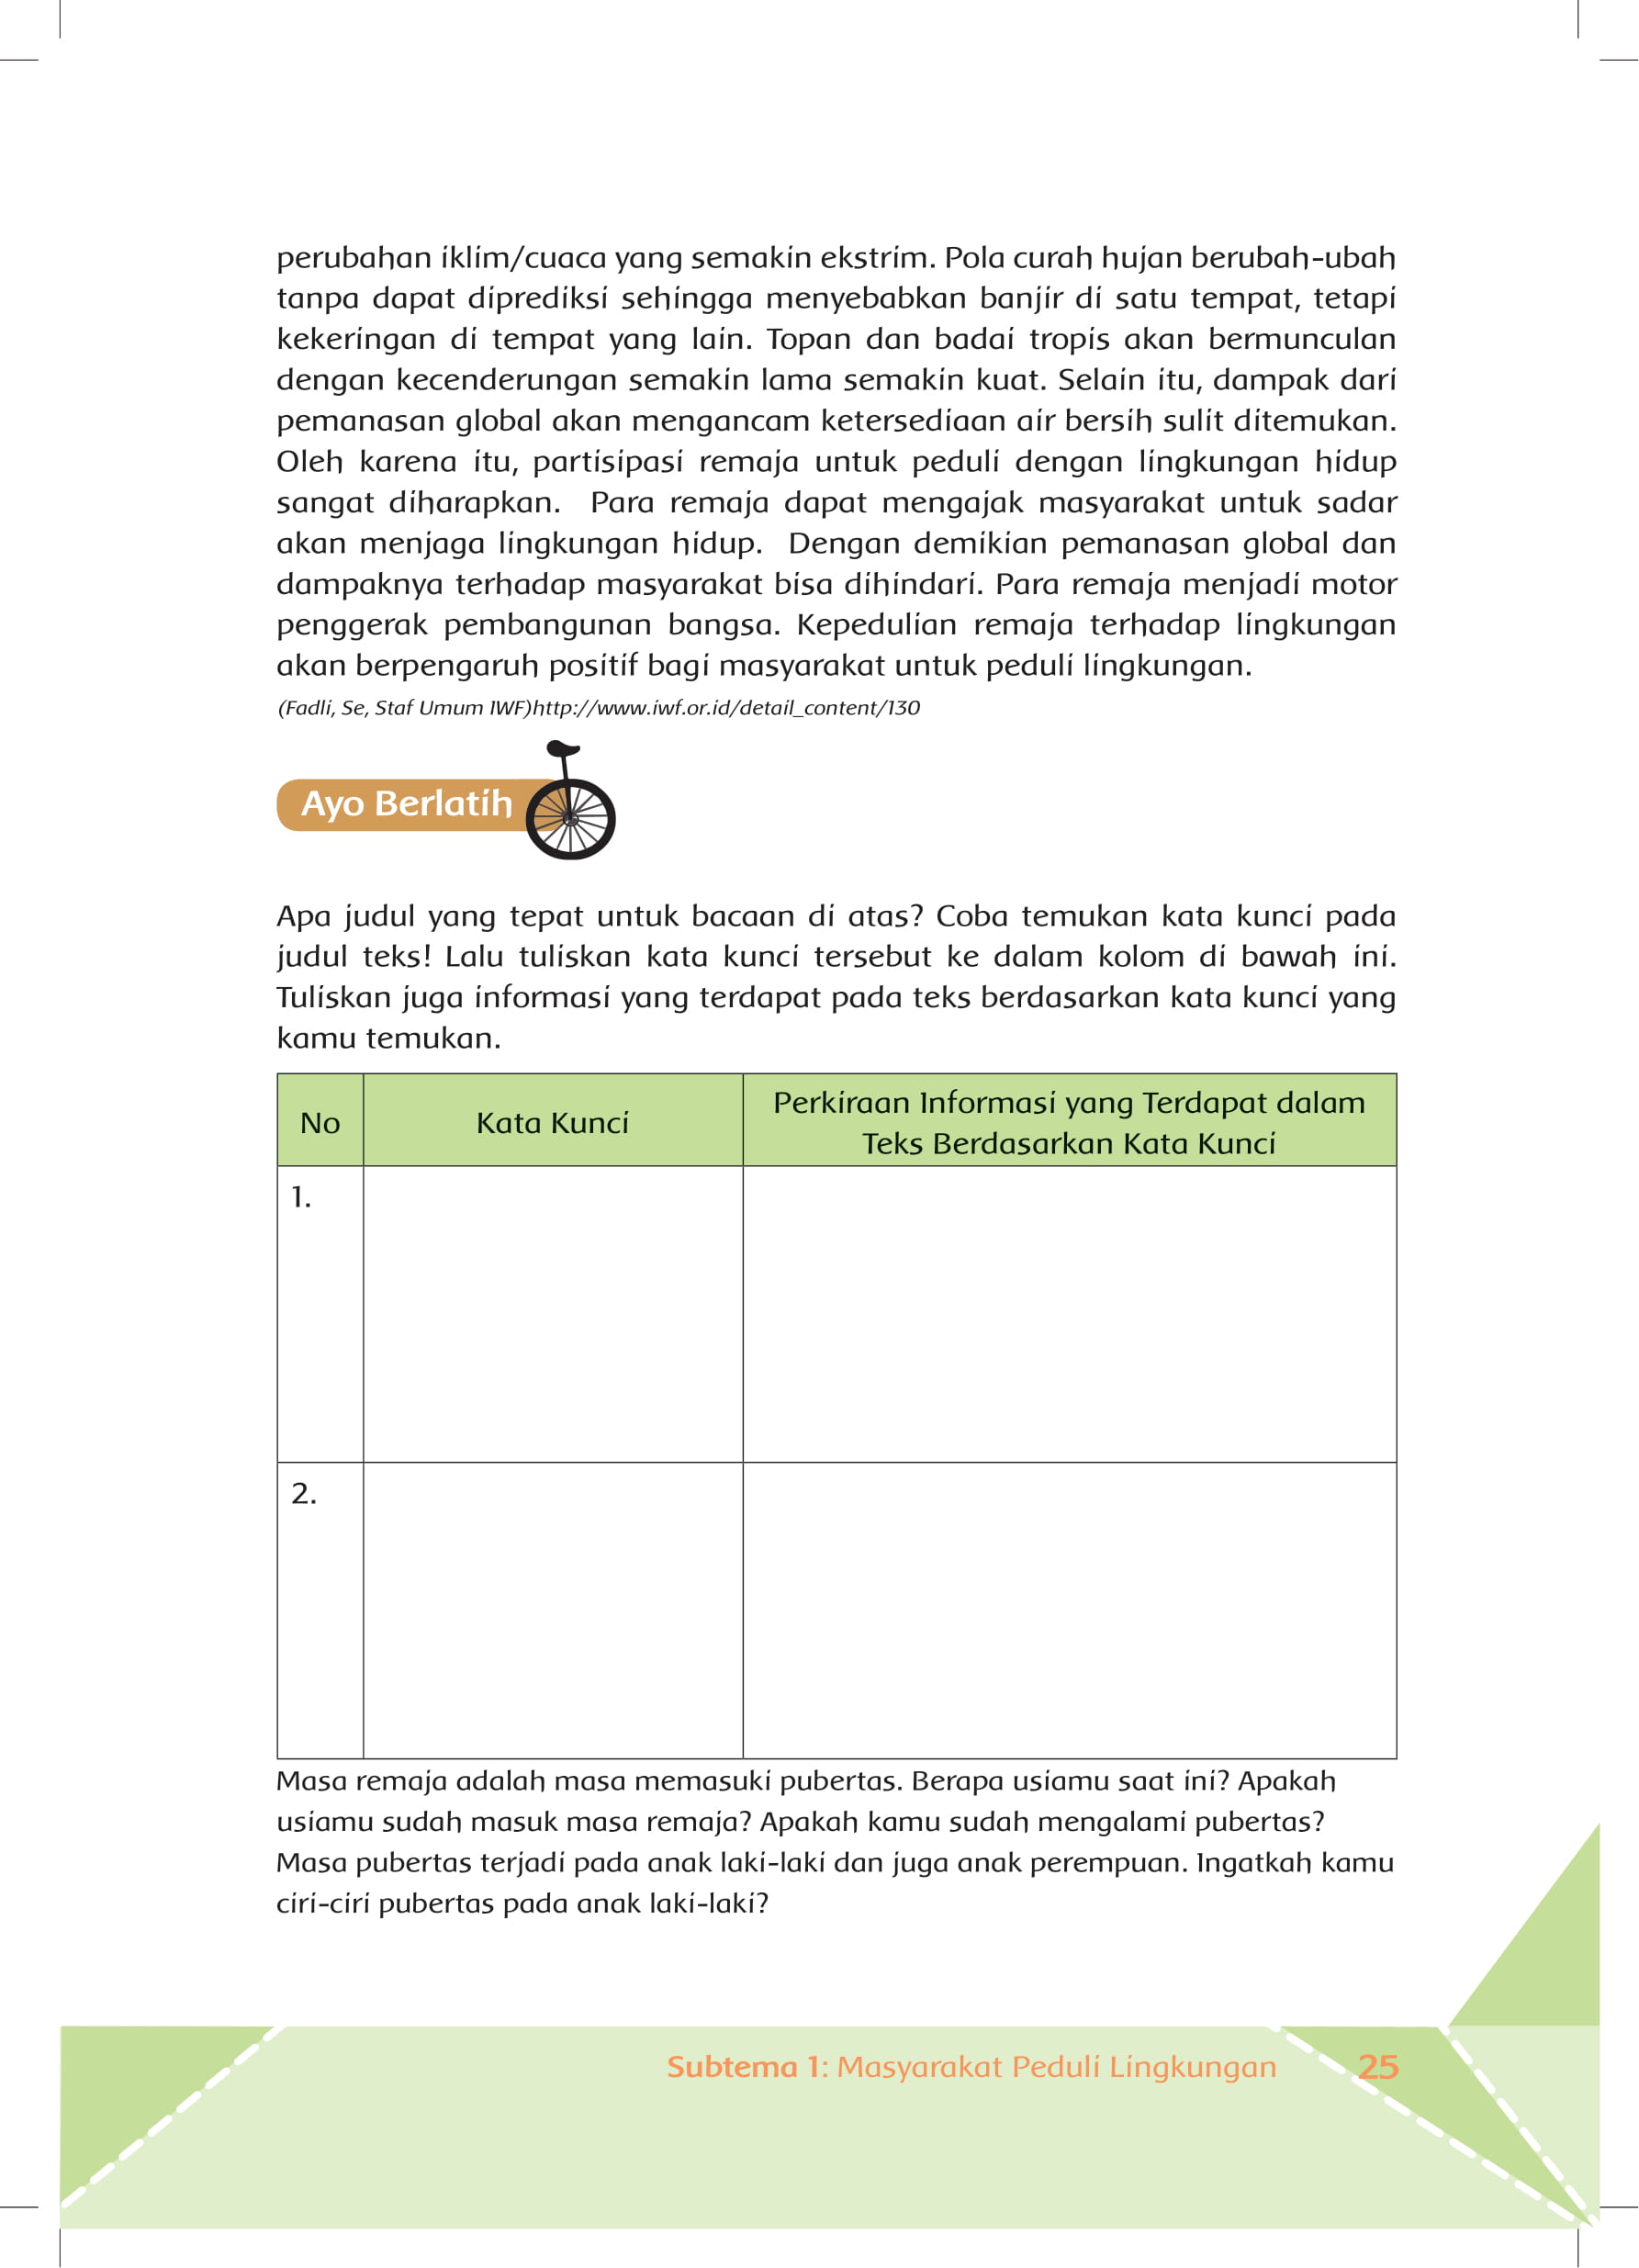 perubahan iklim/cuaca yang semakin ekstrim. Pola curah hujan berubah-ubah
tanpa dapat diprediksi sehingga menyebabkan banjir di satu tempat, tetapi
kekeringan di tempat yang lain. Topan dan badai tropis akan bermunculan
dengan kecenderungan semakin lama semakin kuat. Selain itu, dampak dari
pemanasan global akan mengancam ketersediaan air bersih sulit ditemukan.
Oleh karena itu, partisipasi remaja untuk peduli dengan lingkungan hidup
sangat diharapkan. Para remaja dapat mengajak masyarakat untuk sadar
akan menjaga lingkungan hidup. Dengan demikian pemanasan global dan
dampaknya terhadap masyarakat bisa dihindari. Para remaja menjadi motor
penggerak pembangunan bangsa. Kepedulian remaja terhadap lingkungan
akan berpengaruh positif bagi masyarakat untuk peduli lingkungan.
(Fadli, Se, Staf Umum IWF)http://www.iwf.or.id/detail_content/130
Ayo Berlatih
Apa judul yang tepat untuk bacaan di atas? Coba temukan kata kunci pada
judul teks! Lalu tuliskan kata kunci tersebut ke dalam kolom di bawah ini.
Tuliskan juga informasi yang terdapat pada teks berdasarkan kata kunci yang
kamu temukan.
No
Kata Kunci
Perkiraan Informasi yang Terdapat dalam
Teks Berdasarkan Kata Kunci
1.
2.
Masa remaja adalah masa memasuki pubertas. Berapa usiamu saat ini? Apakah
usiamu sudah masuk masa remaja? Apakah kamu sudah mengalami pubertas?
Masa pubertas terjadi pada anak laki-laki dan juga anak perempuan. Ingatkah kamu
ciri-ciri pubertas pada anak laki-laki?
Subtema 1: Masyarakat Peduli Lingkungan
25